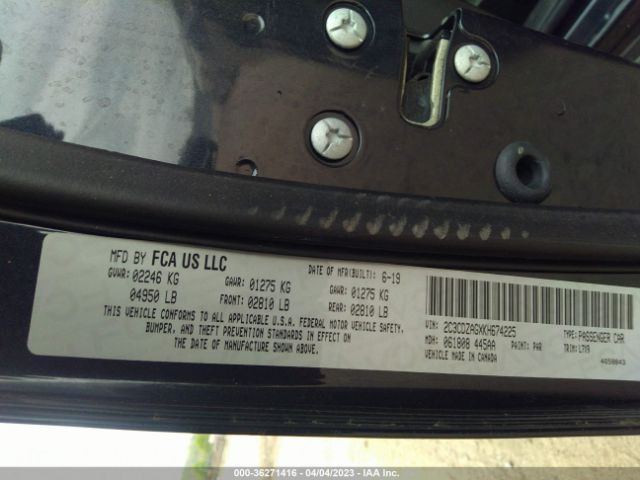 MFD BY FCA US LLC
DATE OF MFR(BUILT): 6-19
GVWR: 02246 KG
GAWR: 01275 KG
GAWR: 01275 KG
04950 LB
FRONT: 02810 LB
REAR: 02810 LB
THIS VEHICLE CONFORMS TO ALL APPLICABLE U.S.A. FEDERAL MOTOR VEHICLE SAFETY,
BUMPER, AND THEFT PREVENTION STANDARDS IN EFFECT ON
THE DATE OF MANUFACTURE SHOWN ABOVE.
VIN: 2C3CDZAGXKH674225
TYPE: PASSENGER CAR
MDH: 061808 445AA
PAINT: PAR
TRIM: L7X9
VEHICLE MADE IN CANADA
000-36271416 - 04/04/2023 - IAA Inc.